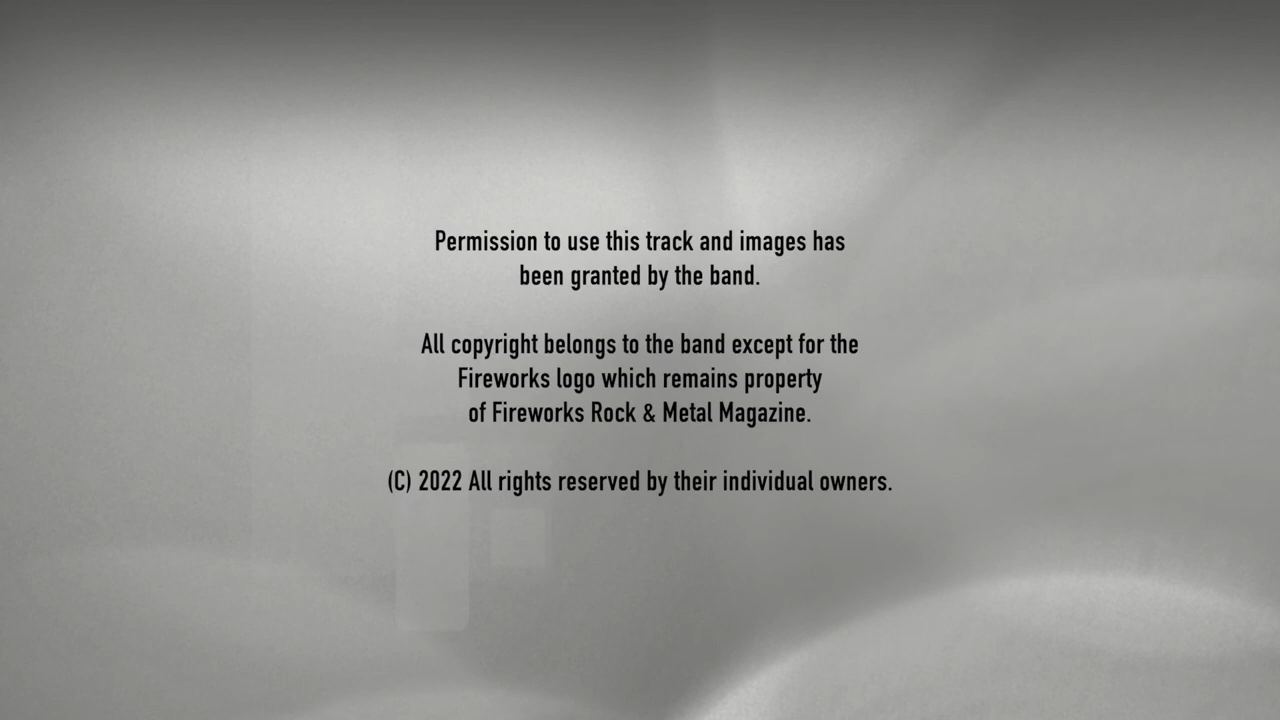 Permission to use this track and images has
been granted by the band.
All copyright belongs to the band except for the
Fireworks logo which remains property
of Fireworks Rock & Metal Magazine.
(C) 2022 All rights reserved by their individual owners.